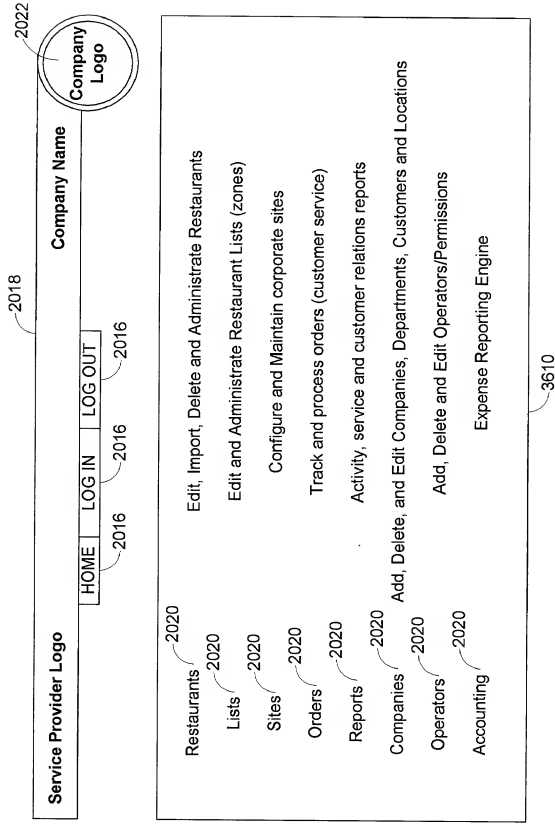 2018
2022
Service Provider Logo
Company Name
Company
Logo
HOME
LOG IN
LOG OUT
2016
2016
2016
Restaurants
2020
Edit, Import, Delete and Administrate Restaurants
Lists
2020
Edit and Administrate Restaurant Lists (zones)
Sites
2020
Configure and Maintain corporate sites
Orders
2020
Track and process orders (customer service)
Reports
2020
Activity, service and customer relations reports
Companies
2020
Add, Delete, and Edit Companies, Departments, Customers and Locations
Operators
2020
Add, Delete and Edit Operators/Permissions
Accounting
2020
Expense Reporting Engine
3610